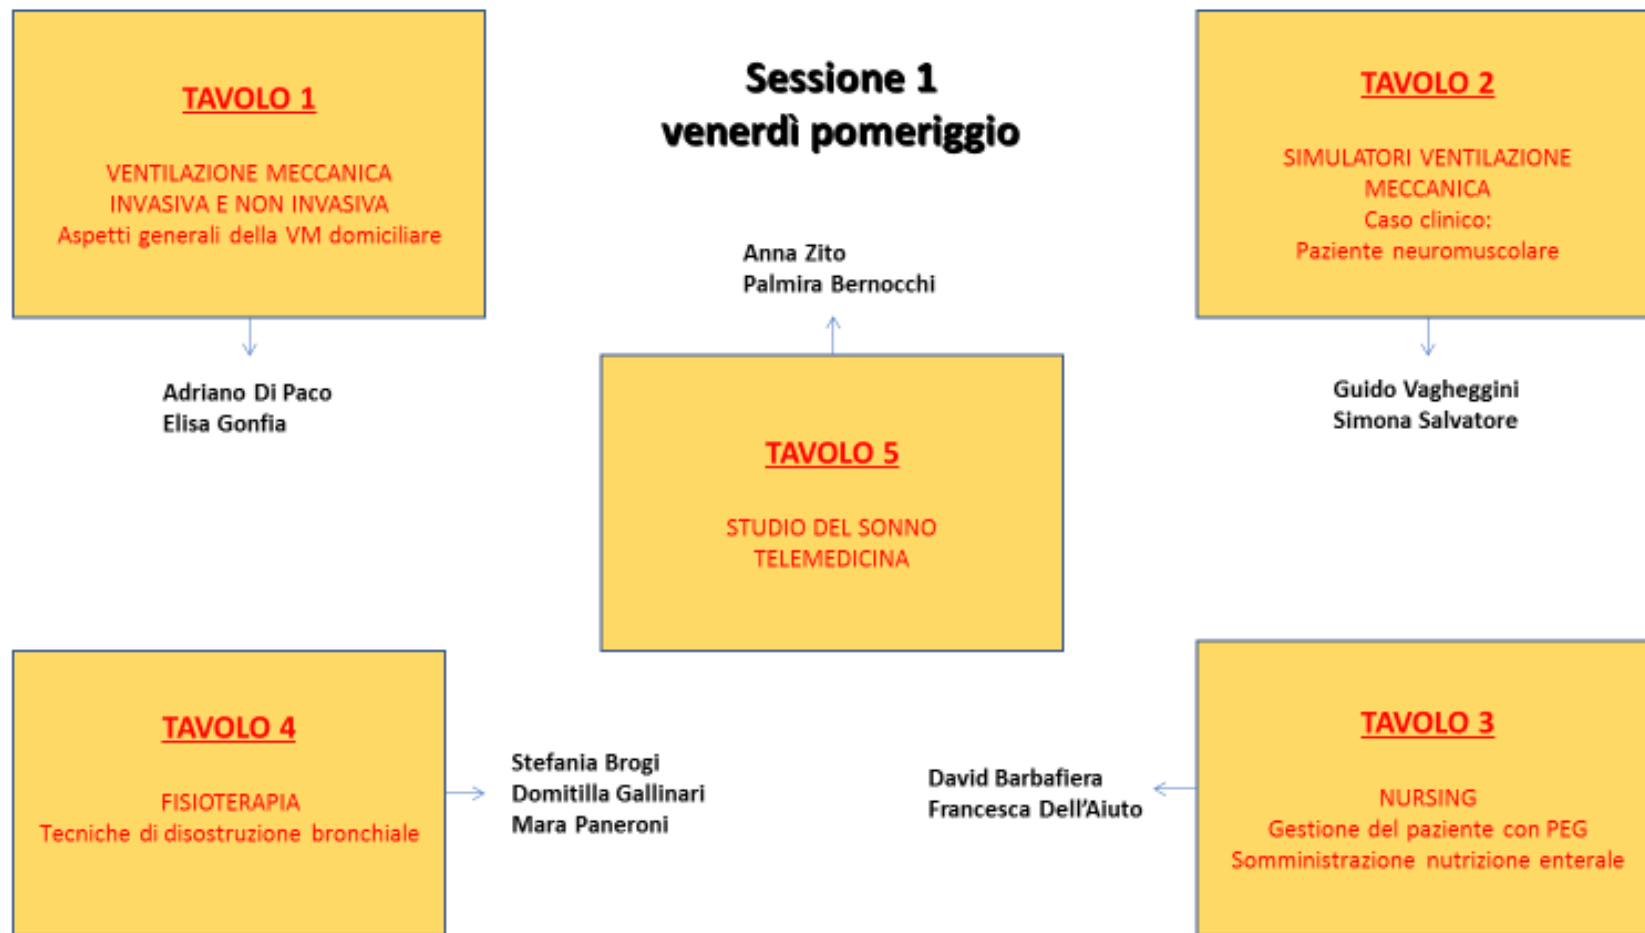 Sessione 1
venerdì pomeriggio
TAVOLO 1
VENTILAZIONE MECCANICA
INVASIVA E NON INVASIVA
Aspetti generali della VM domiciliare
Adriano Di Paco
Elisa Gonfia
TAVOLO 2
SIMULATORI VENTILAZIONE
MECCANICA
Caso clinico:
Paziente neuromuscolare
Guido Vagheggini
Simona Salvatore
Anna Zito
Palmira Bernocchi
TAVOLO 5
STUDIO DEL SONNO
TELEMEDICINA
TAVOLO 4
FISIOTERAPIA
Tecniche di disostruzione bronchiale
Stefania Brogi
Domitilla Gallinari
Mara Paneroni
David Barbafiera
Francesca Dell’Aiuto
TAVOLO 3
NURSING
Gestione del paziente con PEG
Somministrazione nutrizione enterale